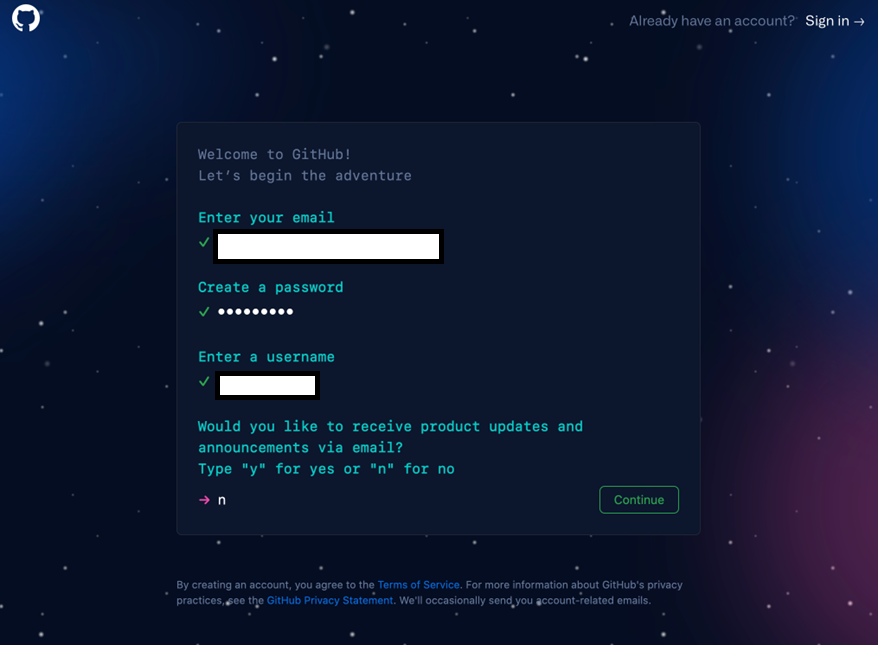 Already have an account? Sign in →
Welcome to GitHub!
Let's begin the adventure
Enter your email
Create a password
•••••••••
Enter a username
Would you like to receive product updates and
announcements via email?
Type "y" for yes or "n" for no
→ n
Continue
By creating an account, you agree to the Terms of Service. For more information about GitHub's privacy
practices, see the GitHub Privacy Statement. We'll occasionally send you account-related emails.